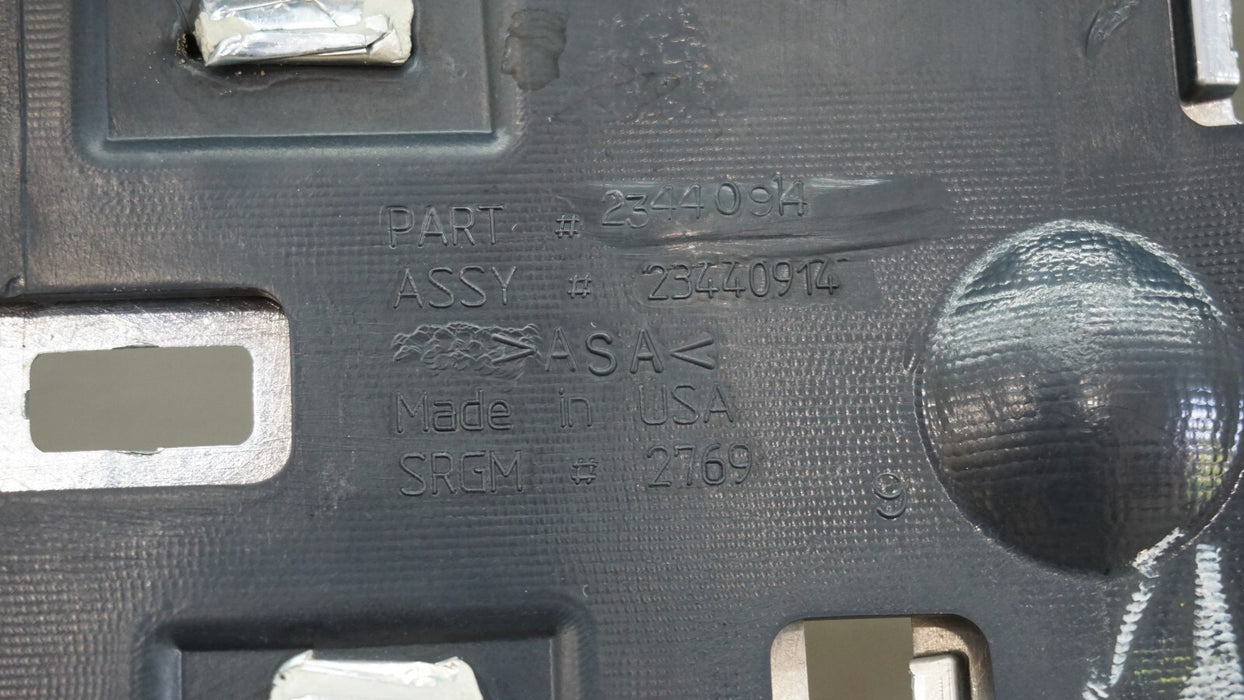 PART # 23440914
ASSY # 23440914
>ASA<
Made in USA
SRGM # 2769
9